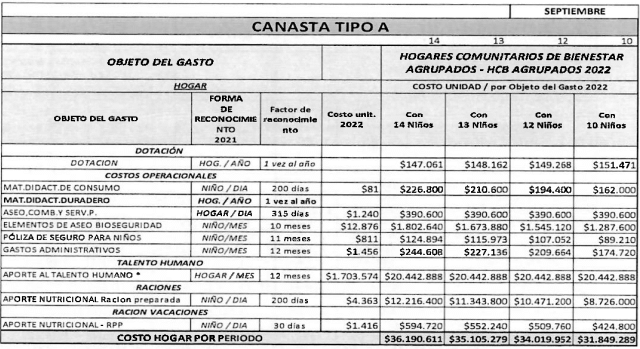 SEPTIEMBRE
CANASTA TIPO A
14 13 12 10
OBJETO DEL GASTO
HOGARES COMUNITARIOS DE BIENESTAR
AGRUPADOS - HCB AGRUPADOS 2022
HOGAR COSTO UNIDAD / por Objeto del Gasto 2022
OBJETO DEL GASTO FORMA DE RECONOCIMIE NTO 2021 Factor de reconocimie nto Costo unit. 2022 Con 14 Niños Con 13 Niños Con 12 Niños Con 10 Niños
DOTACIÓN
DOTACION HOG. / AÑO 1 vez al año $147.061 $148.162 $149.268 $151.471
COSTOS OPERACIONALES
MAT.DIDACT.DE CONSUMO NIÑO / DIA 200 días $81 $226.800 $210.600 $194.400 $162.000
MAT.DIDACT.DURADERO HOG. / AÑO 1 vez al año
ASEO,COMB.Y SERV.P. HOGAR / DIA 315 días $1.240 $390.600 $390.600 $390.600 $390.600
ELEMENTOS DE ASEO BIOSEGURIDAD NIÑO/MES 10 meses $12.876 $1.802.640 $1.673.880 $1.545.120 $1.287.600
PÓLIZA DE SEGURO PARA NIÑOS NIÑO/MES 11 meses $811 $124.894 $115.973 $107.052 $89.210
GASTOS ADMINISTRATIVOS NIÑO/MES 12 meses $1.456 $244.608 $227.136 $209.664 $174.720
TALENTO HUMANO
APORTE AL TALENTO HUMANO * HOGAR / MES 12 meses $1.703.574 $20.442.888 $20.442.888 $20.442.888 $20.442.888
RACIONES
APORTE NUTRICIONAL Racion preparada NIÑO / DIA 200 días $4.363 $12.216.400 $11.343.800 $10.471.200 $8.726.000
RACION VACACIONES
APORTE NUTRICIONAL - RPP NIÑO / DIA 30 días $1.416 $594.720 $552.240 $509.760 $424.800
COSTO HOGAR POR PERIODO $36.190.611 $35.105.279 $34.019.952 $31.849.289